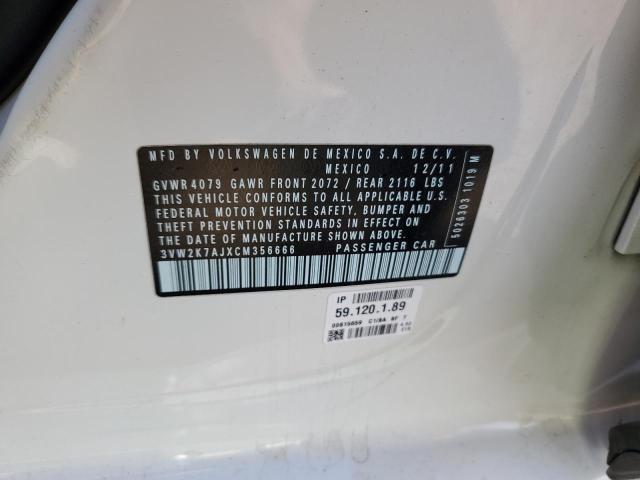 MFD BY VOLKSWAGEN DE MEXICO S.A. DE C.V.
MEXICO 12/11
GVWR 4079 GAWR FRONT 2072 / REAR 2116 LBS
THIS VEHICLE CONFORMS TO ALL APPLICABLE U.S.
FEDERAL MOTOR VEHICLE SAFETY, BUMPER AND
THEFT PREVENTION STANDARDS IN EFFECT ON
THE DATE OF MANUFACTURE SHOWN ABOVE
3VW2K7AJXCM356666 PASSENGER CAR
5026303 1019 M
IP
59.120.1.89